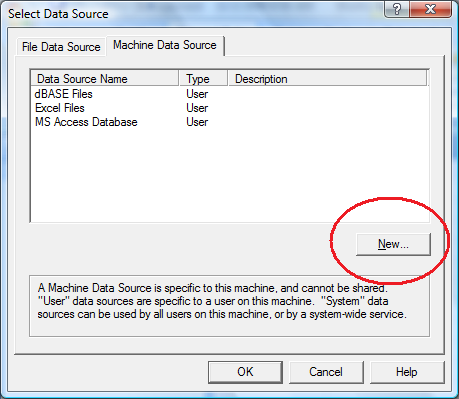 Select Data Source
File Data Source Machine Data Source
Data Source Name Type Description
dBASE Files User
Excel Files User
MS Access Database User
New...
A Machine Data Source is specific to this machine, and cannot be shared.
"User" data sources are specific to a user on this machine. "System" data
sources can be used by all users on this machine, or by a system-wide service.
OK Cancel Help